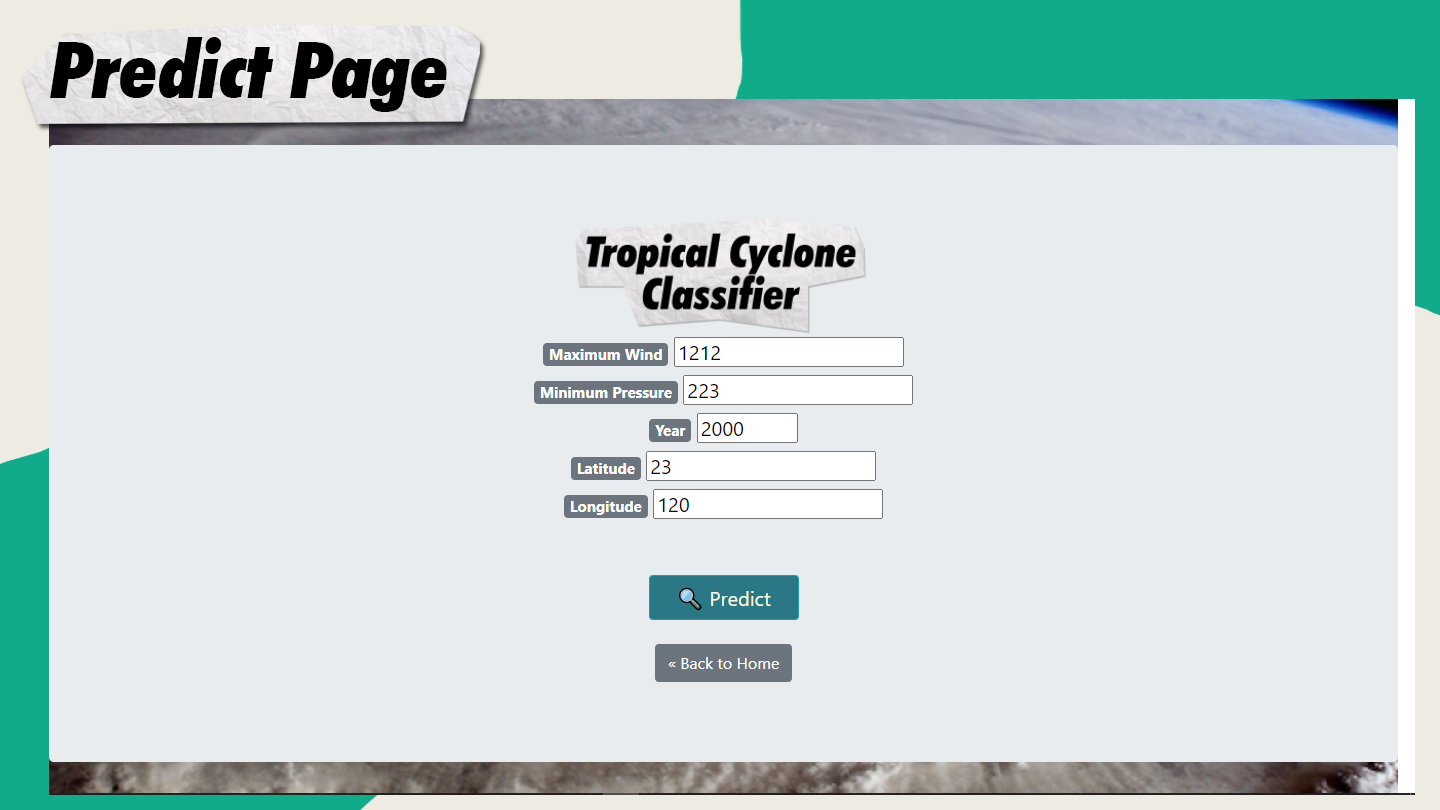 Predict Page
Tropical Cyclone
Classifier
Maximum Wind 1212
Minimum Pressure 223
Year 2000
Latitude 23
Longitude 120
🔍 Predict
« Back to Home